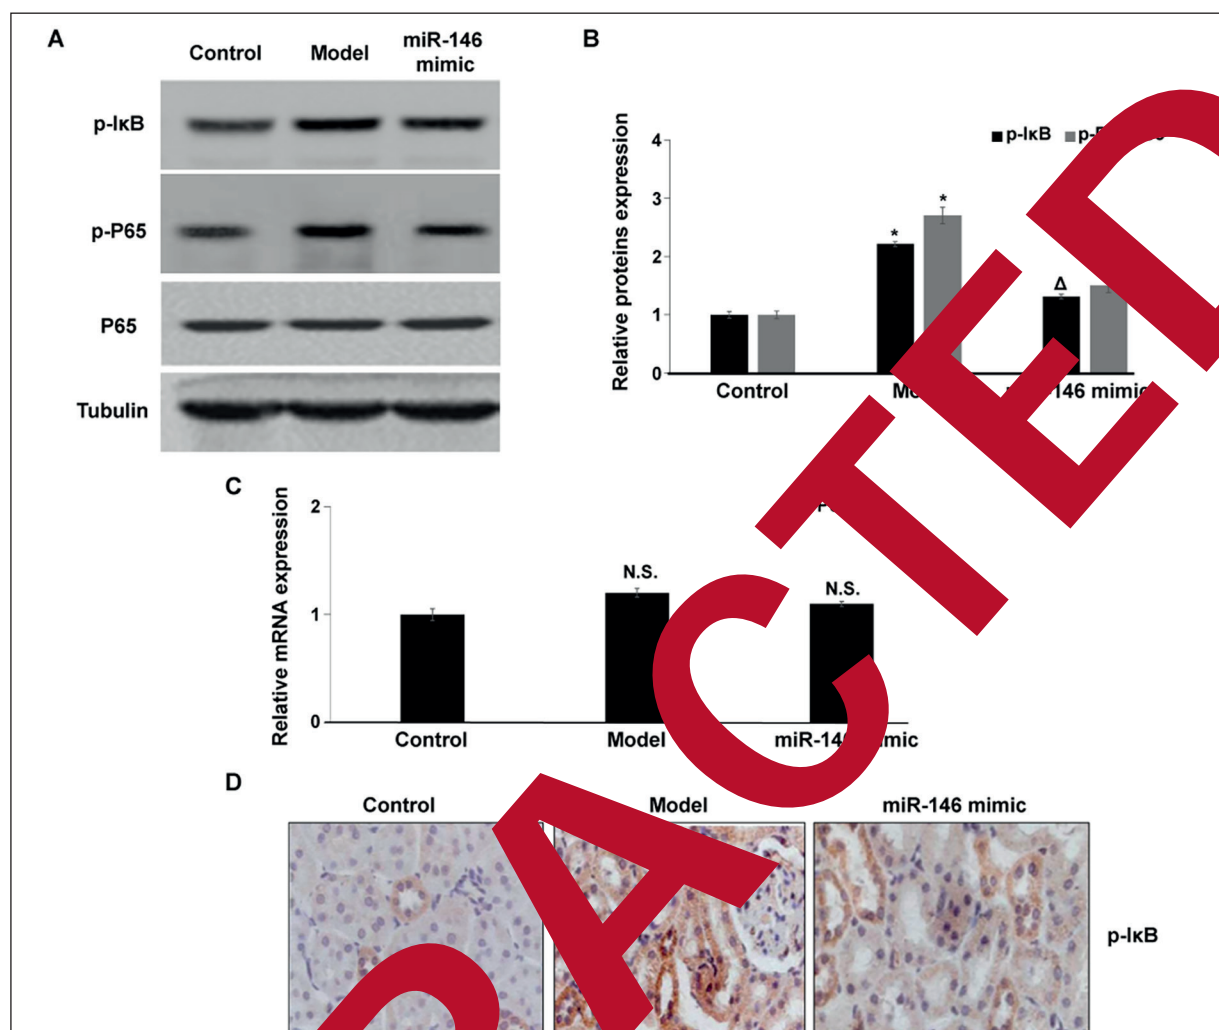 A
Control Model miR-146 mimic
p-IκB
p-P65
P65
Tubulin
B
Relative proteins expression
p-IκB
4
3
2
1
0
* *
Δ
Control
146 mimic
C
Relative mRNA expression
2
1
0
N.S.
N.S.
Control Model
D
Control Model miR-146 mimic
p-IκB
ACTED